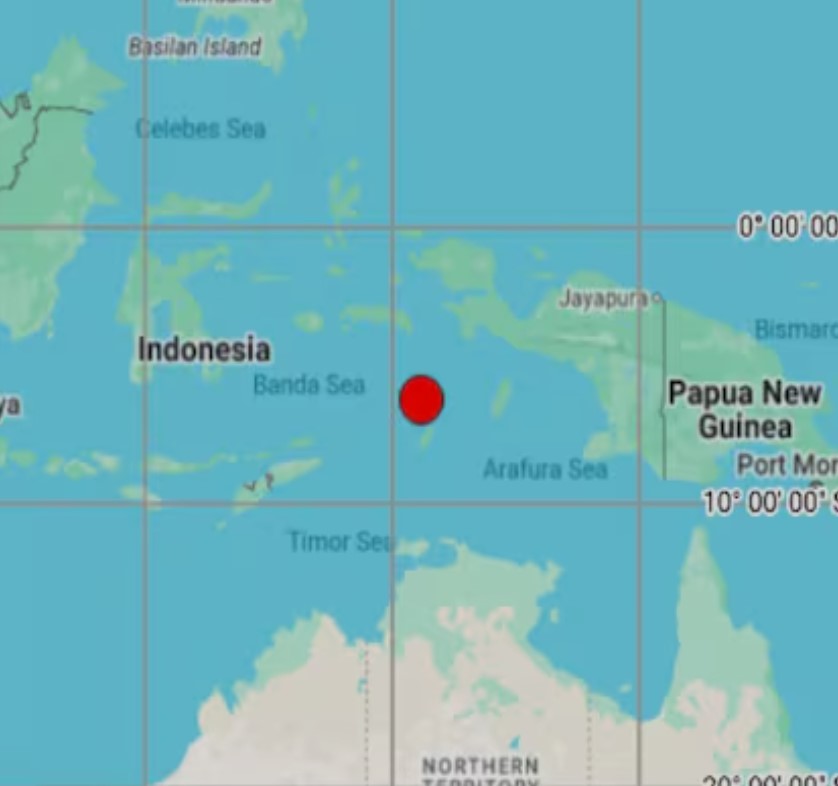 Basilan Island
Celebes Sea
0° 00' 00
Jayapura
Bismarc
Indonesia
Banda Sea
ya
Papua New
Guinea
Arafura Sea
Port Mor
10° 00' 00" S
Timor Sea
NORTHERN
TERRITORY
20° 00' 00" S